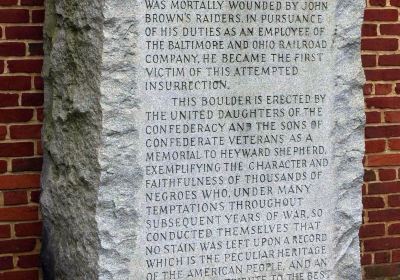 WAS MORTALLY WOUNDED BY JOHN
BROWN'S RAIDERS. IN PURSUANCE
OF HIS DUTIES AS AN EMPLOYEE OF
THE BALTIMORE AND OHIO RAILROAD
COMPANY, HE BECAME THE FIRST
VICTIM OF THIS ATTEMPTED
INSURRECTION.
THIS BOULDER IS ERECTED BY
THE UNITED DAUGHTERS OF THE
CONFEDERACY AND THE SONS OF
CONFEDERATE VETERANS AS A
MEMORIAL TO HEYWARD SHEPHERD,
EXEMPLIFYING THE CHARACTER AND
FAITHFULNESS OF THOUSANDS OF
NEGROES WHO, UNDER MANY
TEMPTATIONS THROUGHOUT
SUBSEQUENT YEARS OF WAR, SO
CONDUCTED THEMSELVES THAT
NO STAIN WAS LEFT UPON A RECORD
WHICH IS THE PECULIAR HERITAGE
OF THE AMERICAN PEOPLE, AND AN
TRIBUTE TO THE BEST